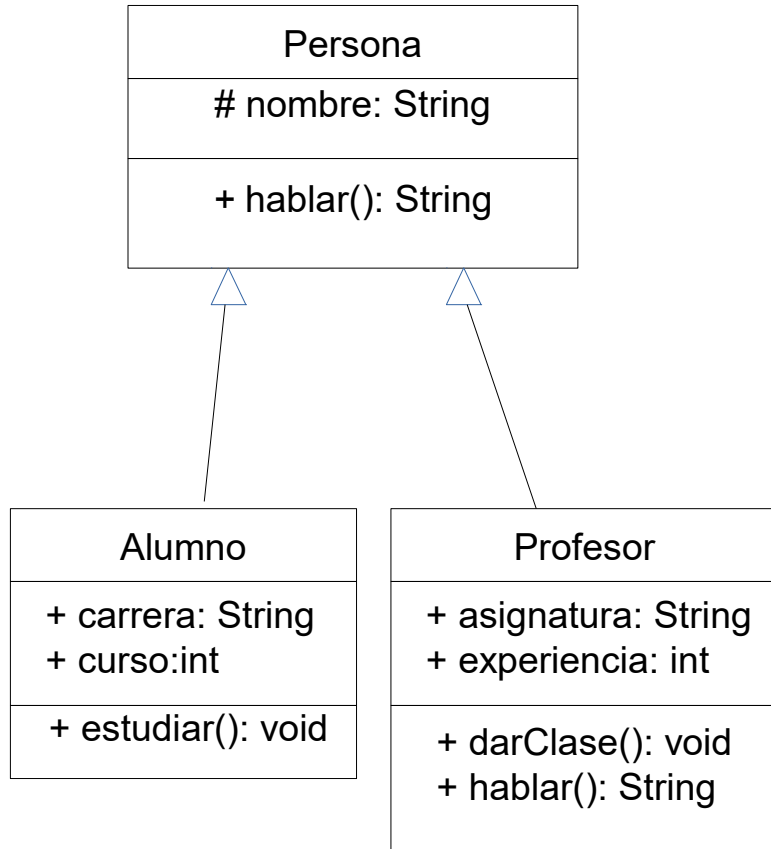 Persona
# nombre: String
+ hablar(): String
Alumno
+ carrera: String
+ curso:int
+ estudiar(): void
Profesor
+ asignatura: String
+ experiencia: int
+ darClase(): void
+ hablar(): String